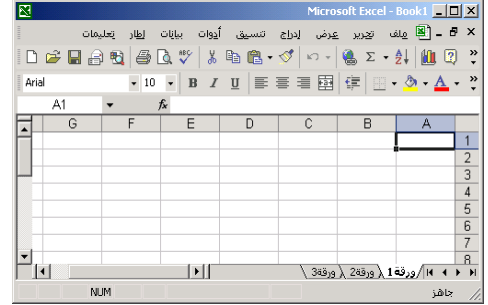 Microsoft Excel - Book1
ملف تحرير عرض إدراج تنسيق أدوات بيانات إطار تعليمات
Arial 10 B I U A
A1 fx
G F E D C B A
1
2
3
4
5
6
7
8
ورقة1 ورقة2 ورقة3
NUM جاهز